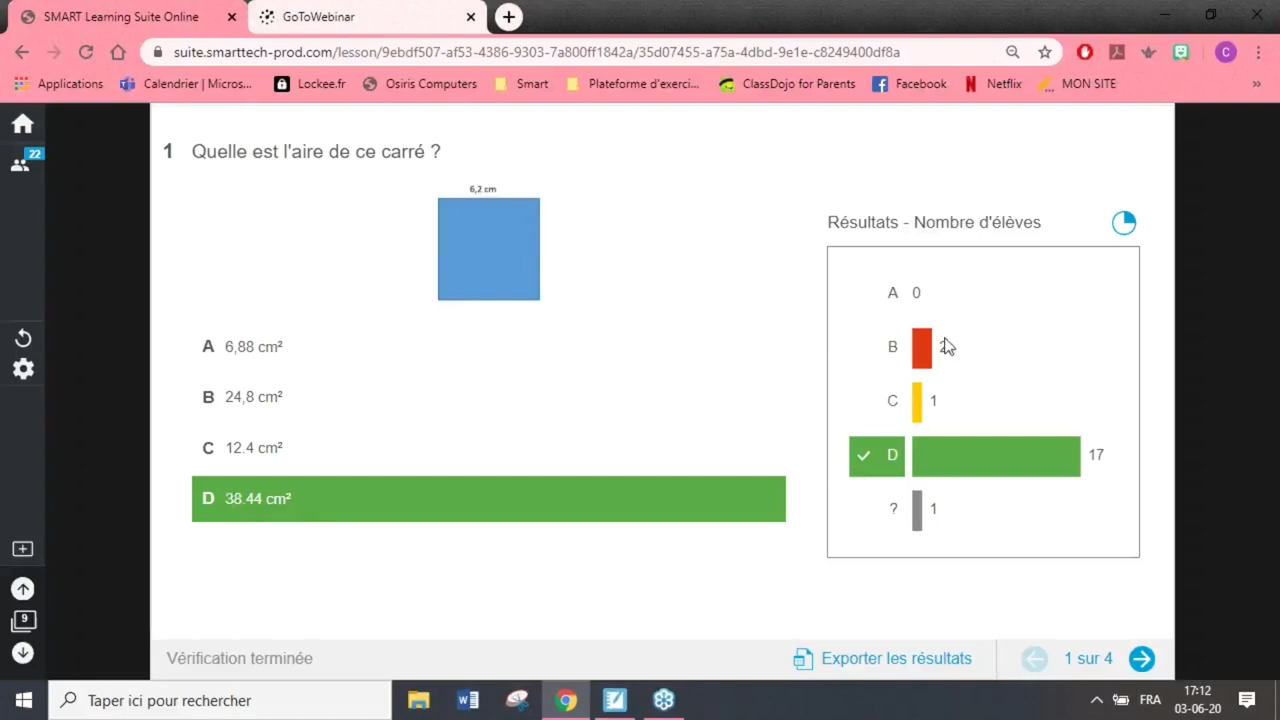 SMART Learning Suite Online
GoToWebinar
suite.smarttech-prod.com/lesson/9ebdf507-af53-4386-9303-7a800ff1842a/35d07455-a75a-4dbd-9e1e-c8249400df8a
C
Applications
Calendrier (Micros...
Lockee.fr
Osiris Computers
Smart
Plateforme d'exerci...
ClassDojo for Parents
Facebook
Netflix
MON SITE
»
22
9
1 Quelle est l'aire de ce carré ?
6,2 cm
A 6,88 cm²
B 24,8 cm²
C 12.4 cm²
D 38.44 cm²
Résultats - Nombre d'élèves
A 0
B
C 1
D 17
? 1
Vérification terminée
Exporter les résultats
1 sur 4
Taper ici pour rechercher
FRA
17:12
03-06-20